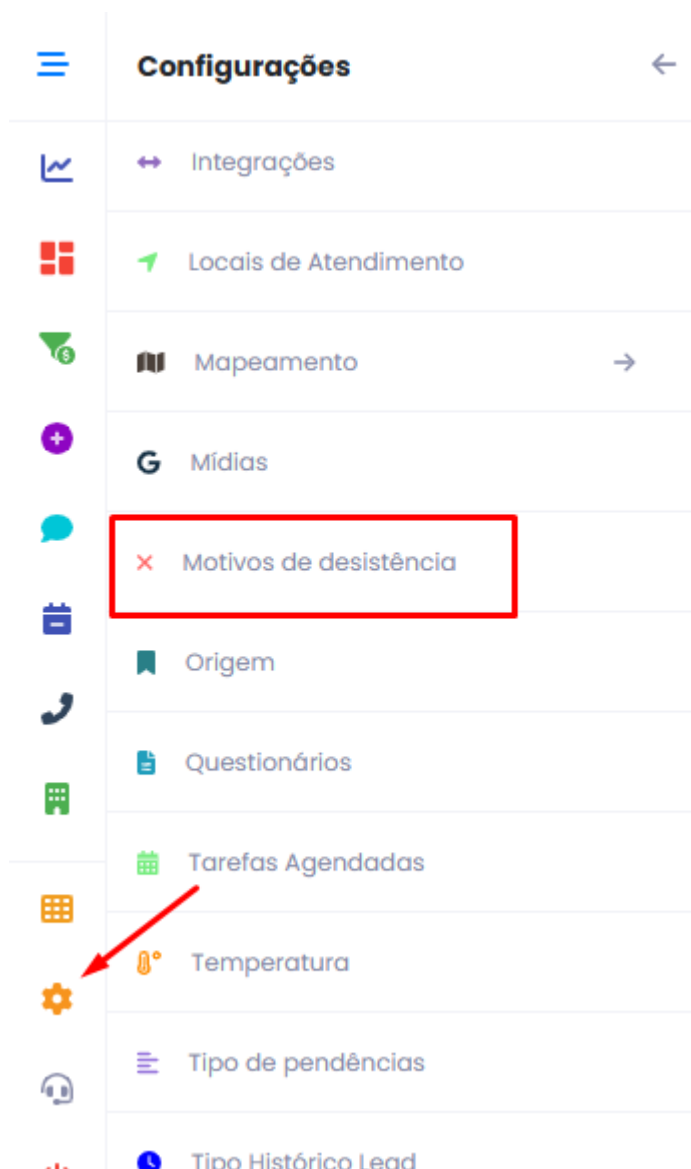 Configurações
Integrações
Locais de Atendimento
Mapeamento
Mídias
Motivos de desistência
Origem
Questionários
Tarefas Agendadas
Temperatura
Tipo de pendências
Tipo Histórico Lead